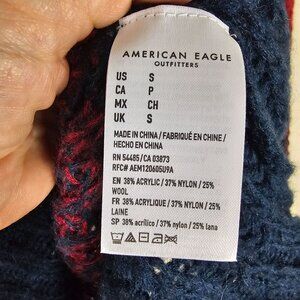 AMERICAN EAGLE
OUTFITTERS
US S
CA P
MX CH
UK S
MADE IN CHINA / FABRIQUÉ EN CHINE /
HECHO EN CHINA
RN 54485/CA 03873
RFC# AEM120605U9A
EN 38% ACRYLIC / 37% NYLON / 25%
WOOL
FR 38% ACRYLIQUE / 37% NYLON / 25%
LAINE
SP 38% acrílico / 37% nylon / 25% lana